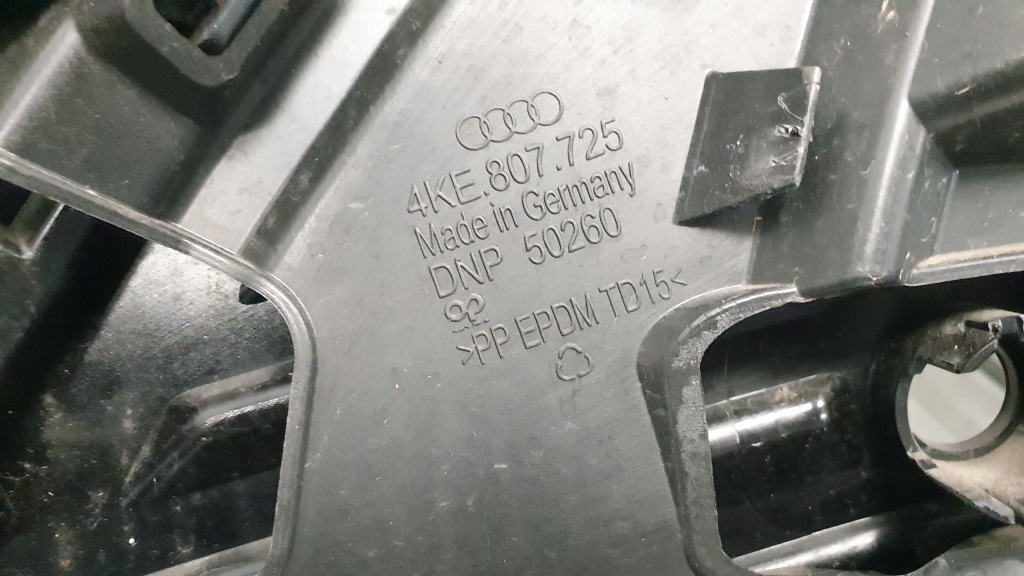 4KE.807.725
Made in Germany
DNP 50260
>PP EPDM TD15<